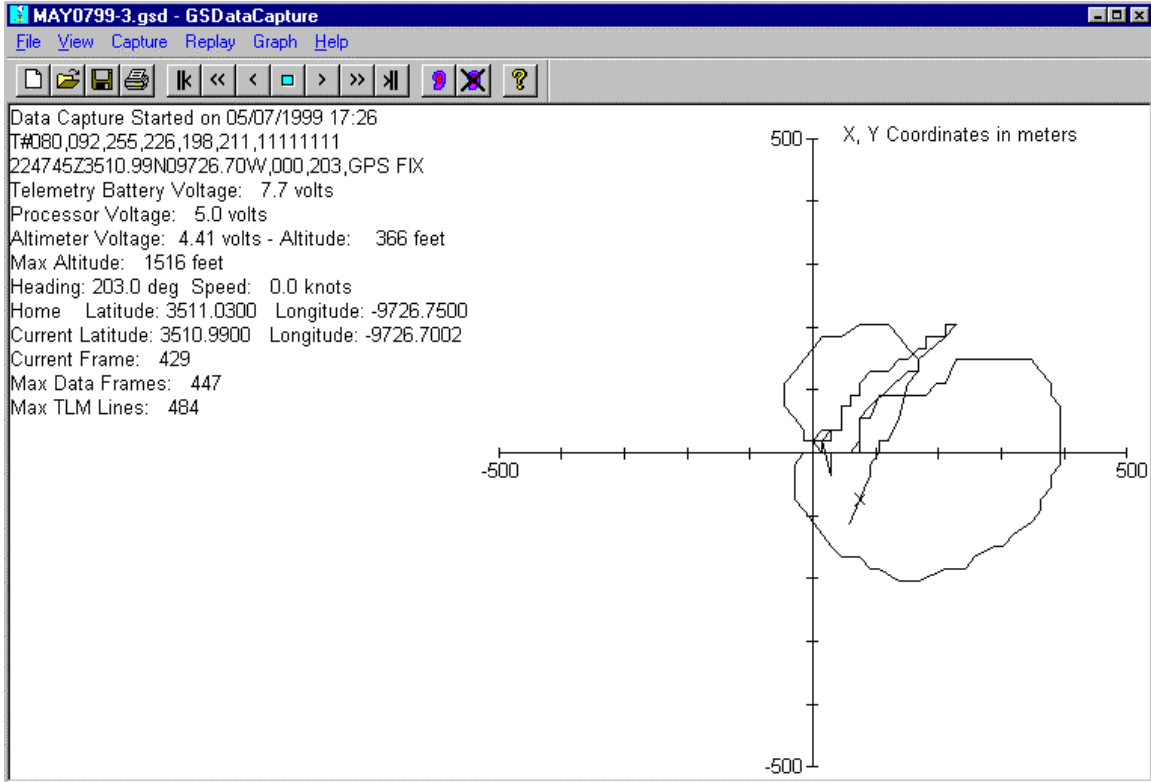 MAY0799-3.gsd - GSDataCapture
File View Capture Replay Graph Help
Data Capture Started on 05/07/1999 17:26
T#080,092,255,226,198,211,11111111
224745Z3510.99N09726.70W,000,203,GPS FIX
Telemetry Battery Voltage: 7.7 volts
Processor Voltage: 5.0 volts
Altimeter Voltage: 4.41 volts - Altitude: 366 feet
Max Altitude: 1516 feet
Heading: 203.0 deg Speed: 0.0 knots
Home Latitude: 3511.0300 Longitude: -9726.7500
Current Latitude: 3510.9900 Longitude: -9726.7002
Current Frame: 429
Max Data Frames: 447
Max TLM Lines: 484
500
X, Y Coordinates in meters
-500
500
-500